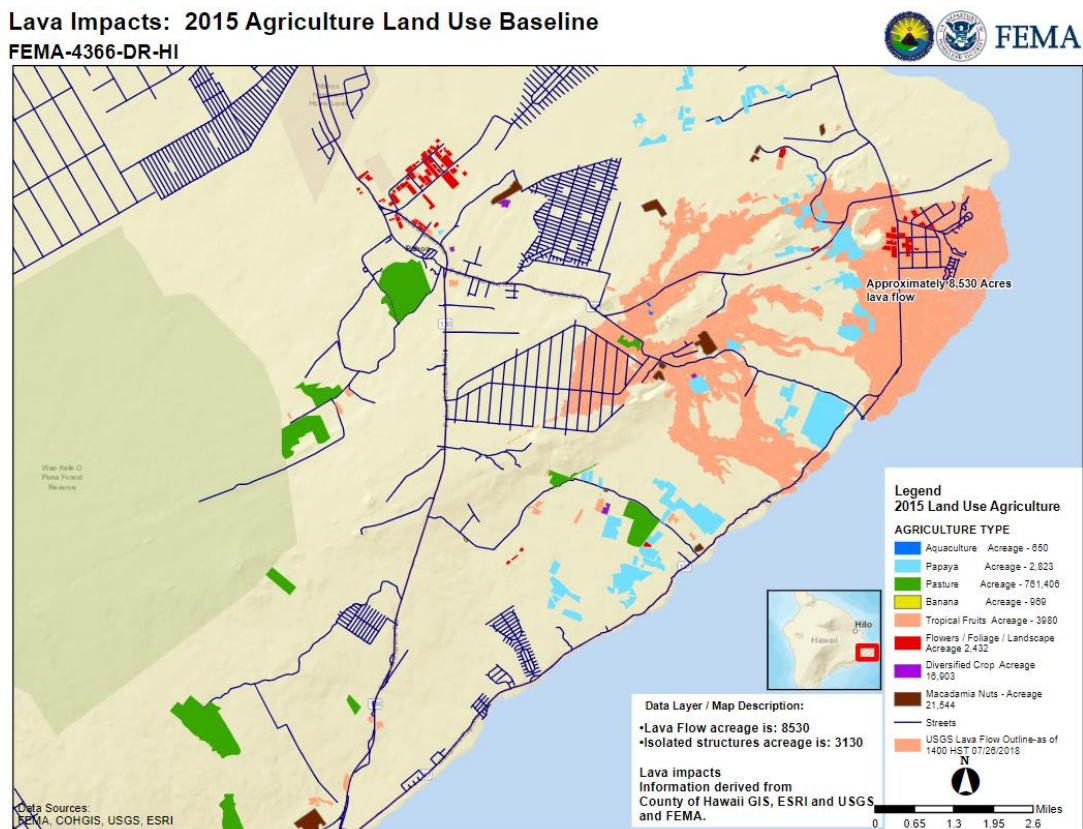 Lava Impacts: 2015 Agriculture Land Use Baseline
FEMA-4366-DR-HI
FEMA
Pahoa
130
Approximately 8,530 Acres
lava flow
Wao Kele O
Puna Forest
Reserve
Legend
2015 Land Use Agriculture
AGRICULTURE TYPE
Aquaculture Acreage - 650
Papaya Acreage - 2,823
Pasture Acreage - 761,406
Banana Acreage - 969
Tropical Fruits Acreage - 3980
Flowers / Foliage / Landscape
Acreage 2,432
Diversified Crop Acreage
16,903
Macadamia Nuts - Acreage
21,544
Streets
USGS Lava Flow Outline-as of
1400 HST 07/26/2018
N
Miles
0 0.65 1.3 1.95 2.6
Hilo
Hawaii
Data Layer / Map Description:
•Lava Flow acreage is: 8530
•Isolated structures acreage is: 3130
Lava impacts
Information derived from
County of Hawaii GIS, ESRI and USGS
and FEMA.
Data Sources:
FEMA, COHGIS, USGS, ESRI